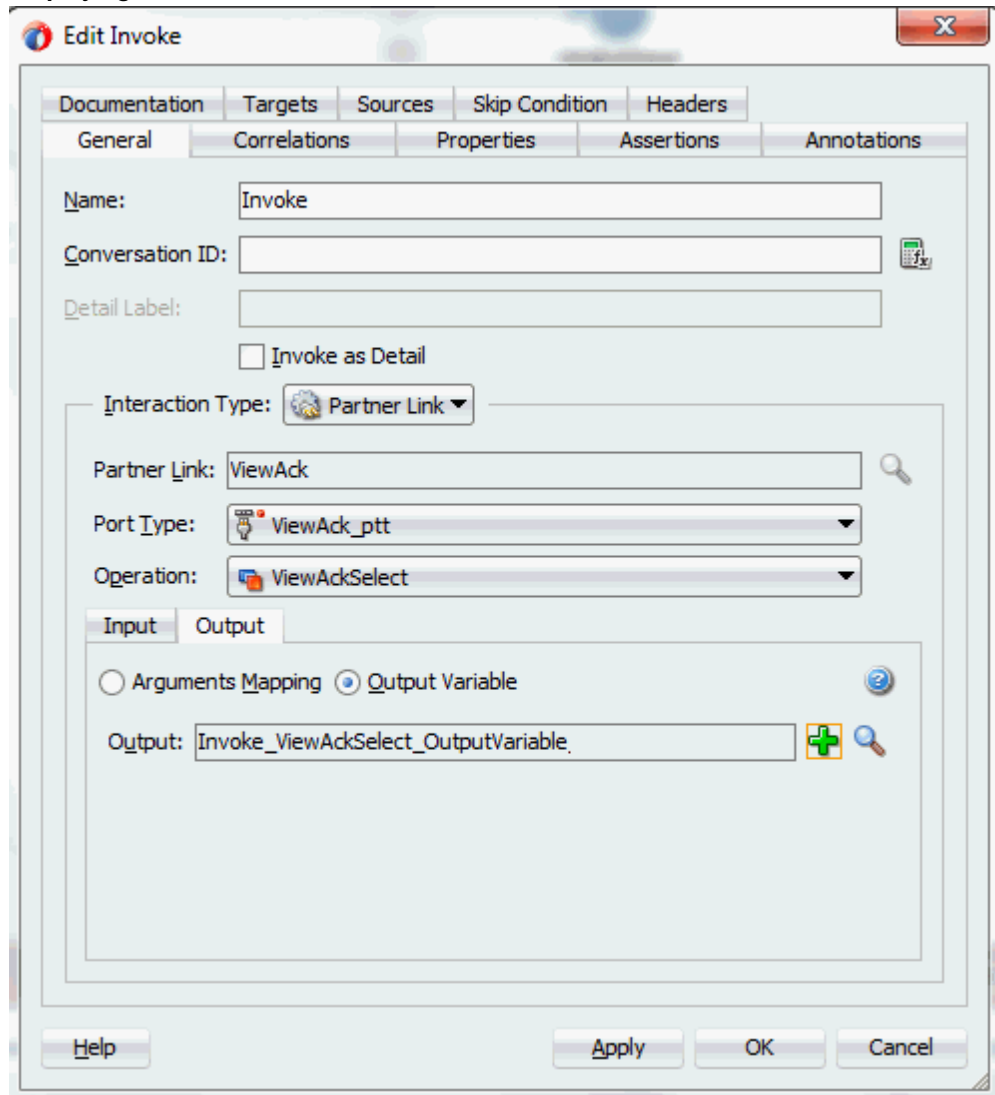 Edit Invoke
Documentation Targets Sources Skip Condition Headers
General Correlations Properties Assertions Annotations
Name: Invoke
Conversation ID:
Detail Label:
Invoke as Detail
Interaction Type: Partner Link
Partner Link: ViewAck
Port Type: ViewAck_ptt
Operation: ViewAckSelect
Input Output
Arguments Mapping Output Variable
Output: Invoke_ViewAckSelect_OutputVariable
Help Apply OK Cancel